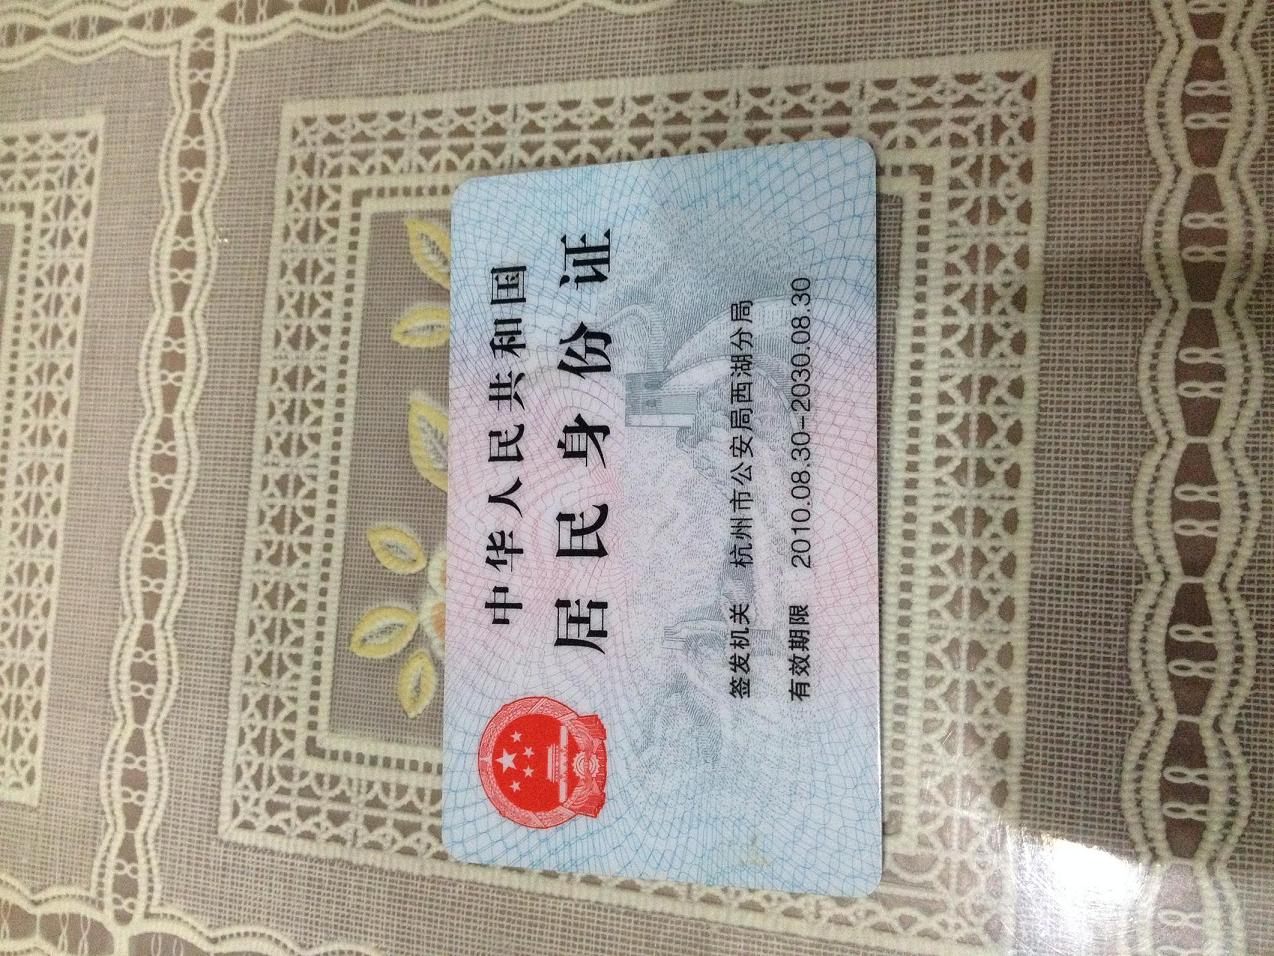 中华人民共和国
居民身份证
签发机关 杭州市公安局西湖分局
有效期限 2010.08.30-2030.08.30